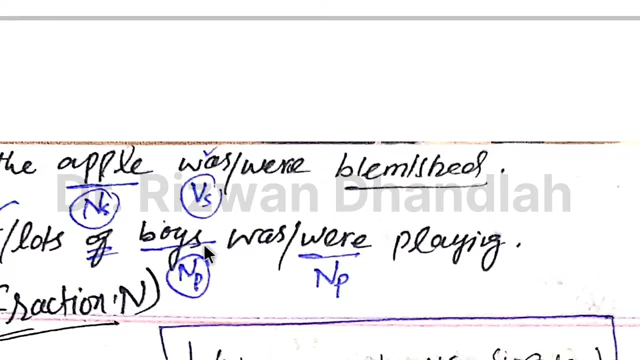 the apple was/were blemished.
Ns Vs
Dr Rizwan Dhandlah
/lots of boys was/were playing.
Np Np
Fraction:N)